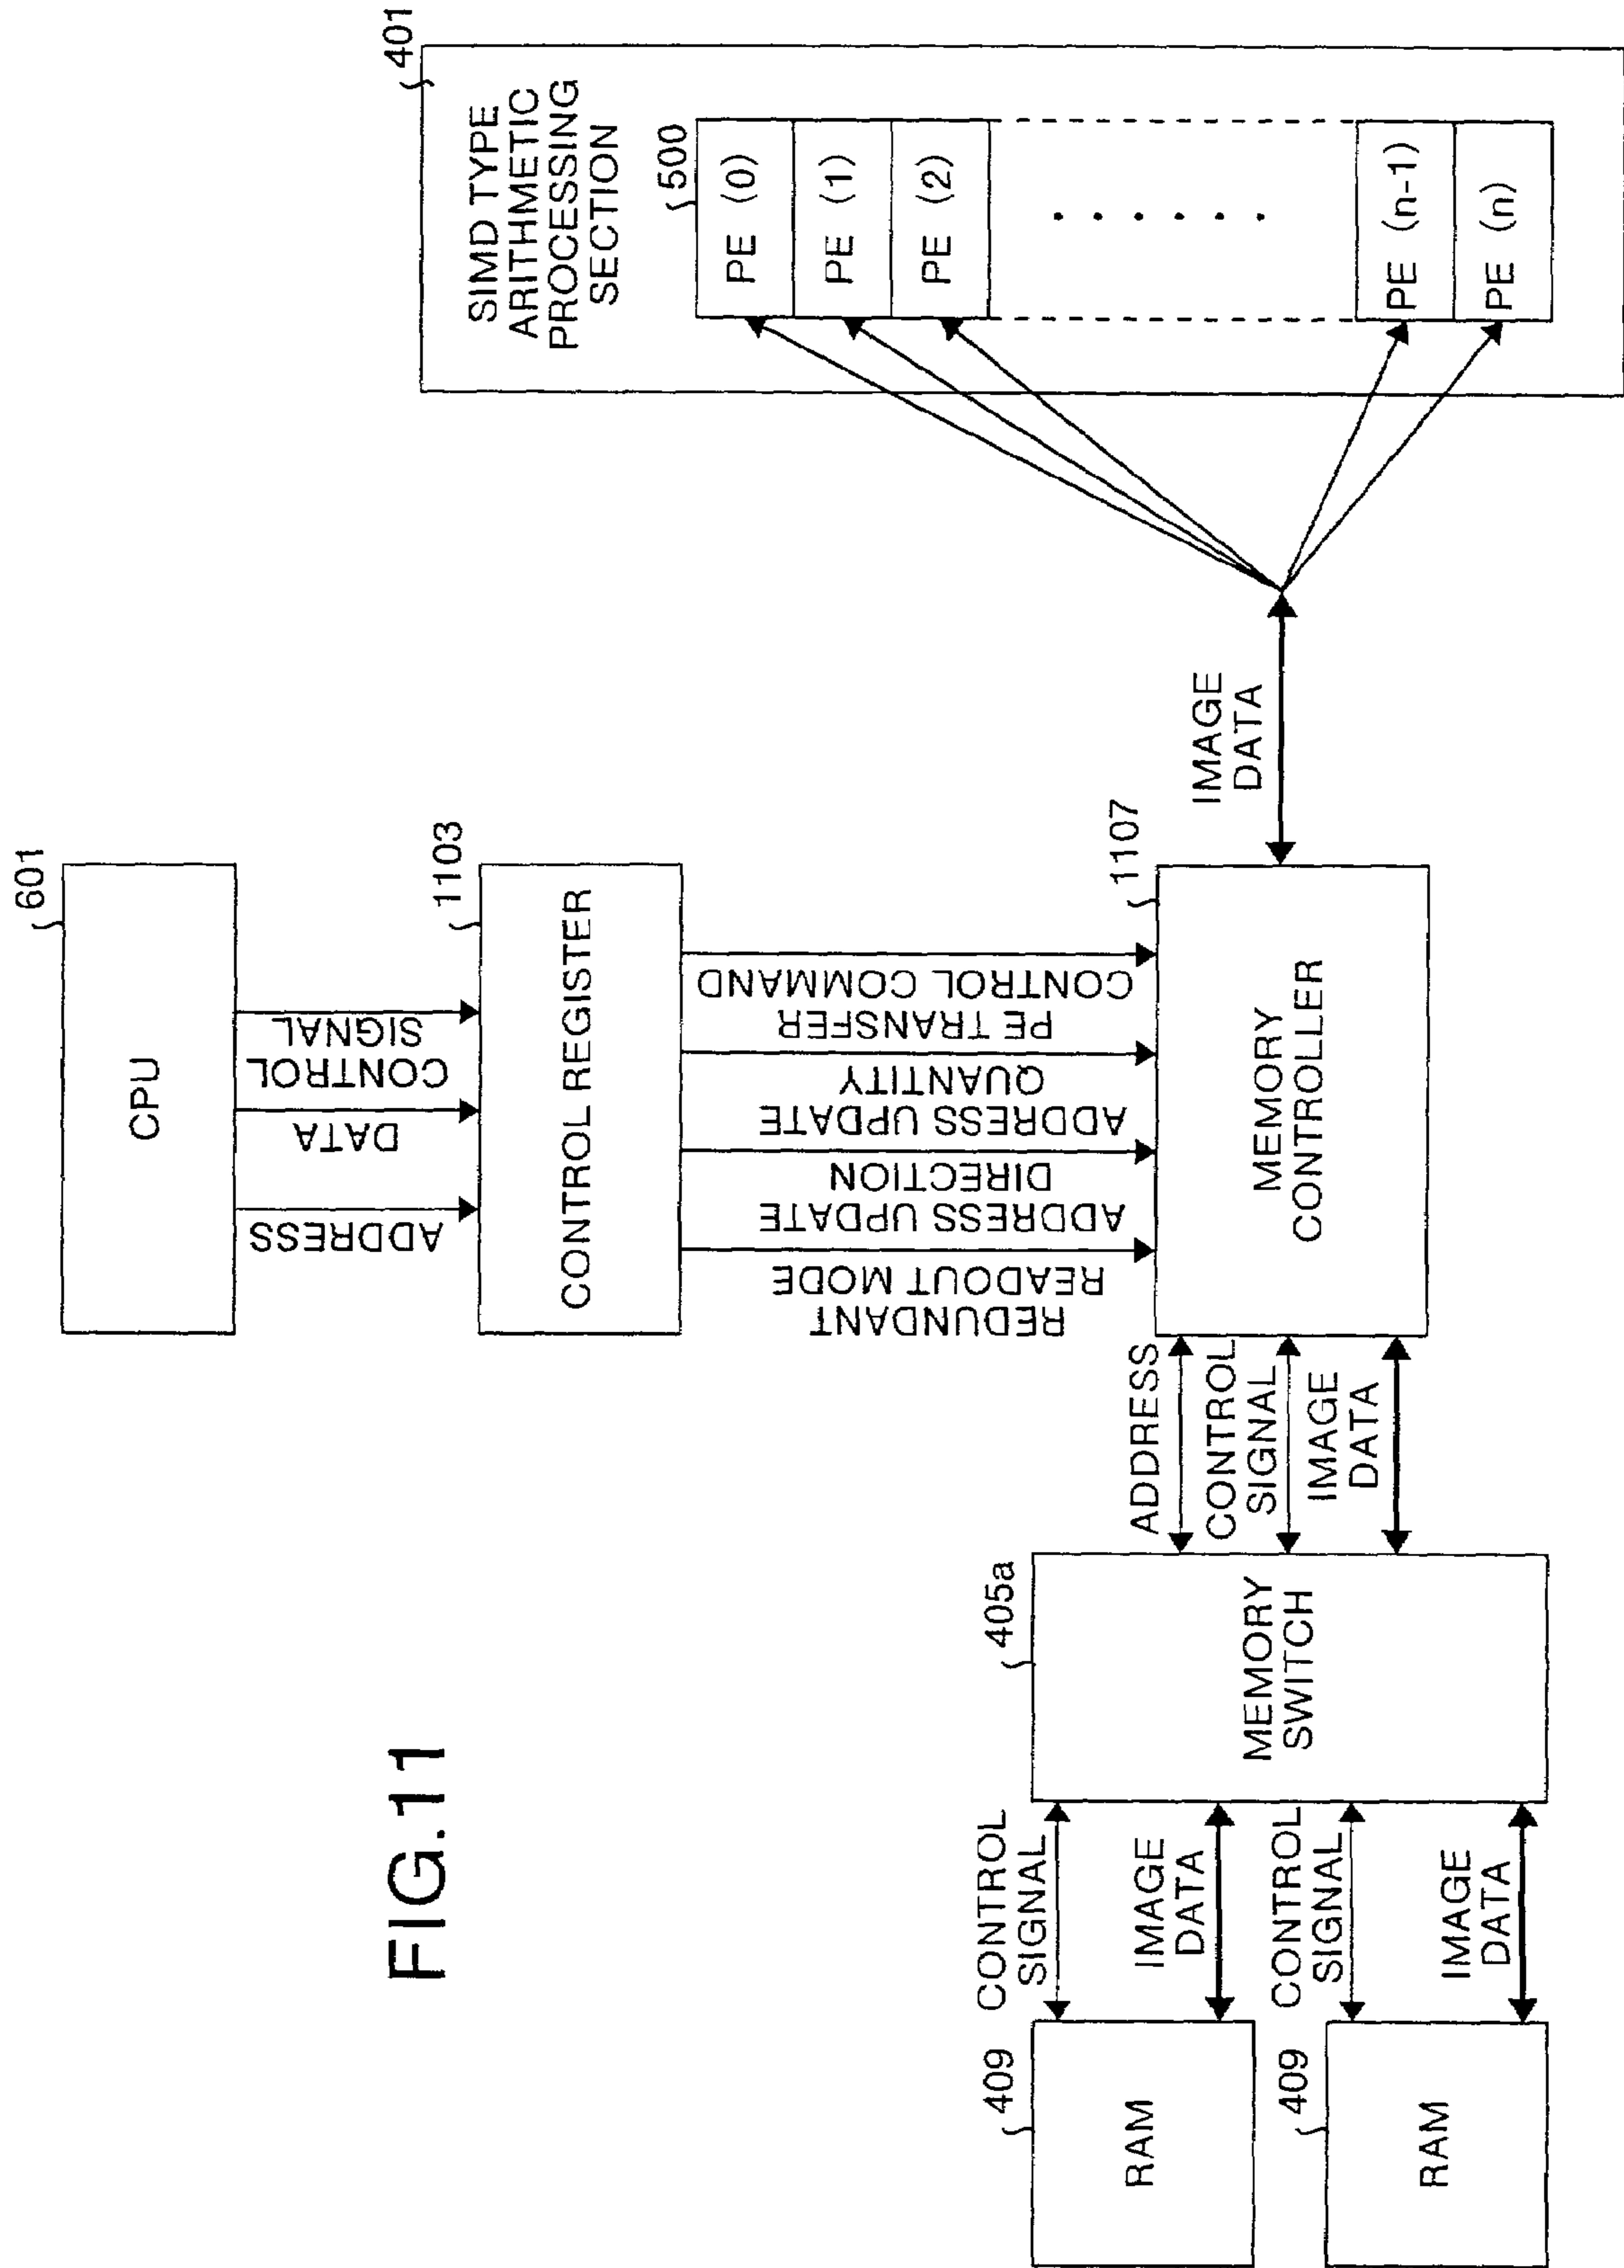 FIG.11
601
CPU
ADDRESS
DATA
CONTROL
SIGNAL
1103
CONTROL REGISTER
REDUNDANT
READOUT MODE
ADDRESS UPDATE
DIRECTION
ADDRESS UPDATE
QUANTITY
PE TRANSFER
CONTROL COMMAND
1107
MEMORY
CONTROLLER
ADDRESS
CONTROL
SIGNAL
IMAGE
DATA
405a
MEMORY
SWITCH
CONTROL
SIGNAL
IMAGE
DATA
CONTROL
SIGNAL
IMAGE
DATA
409
RAM
409
RAM
IMAGE
DATA
401
SIMD TYPE
ARITHMETIC
PROCESSING
SECTION
500
PE (0)
PE (1)
PE (2)
......
PE (n-1)
PE (n)